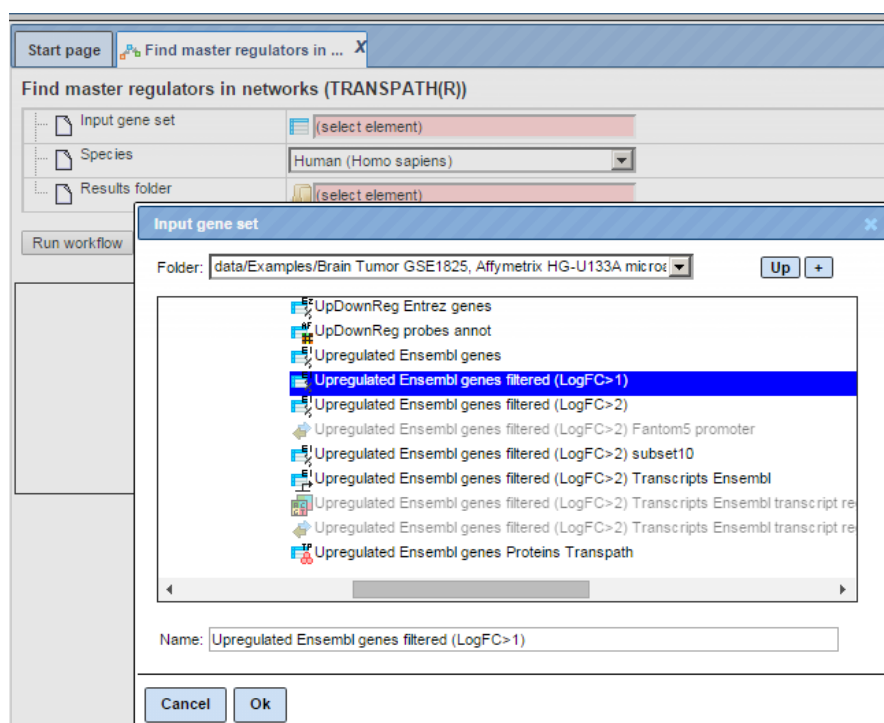 Start page
Find master regulators in ... X
Find master regulators in networks (TRANSPATH(R))
Input gene set (select element)
Species Human (Homo sapiens)
Results folder (select element)
Run workflow
Input gene set
Folder: data/Examples/Brain Tumor GSE1825, Affymetrix HG-U133A microa Up +
UpDownReg Entrez genes
UpDownReg probes annot
Upregulated Ensembl genes
Upregulated Ensembl genes filtered (LogFC>1)
Upregulated Ensembl genes filtered (LogFC>2)
Upregulated Ensembl genes filtered (LogFC>2) Fantom5 promoter
Upregulated Ensembl genes filtered (LogFC>2) subset10
Upregulated Ensembl genes filtered (LogFC>2) Transcripts Ensembl
Upregulated Ensembl genes filtered (LogFC>2) Transcripts Ensembl transcript re
Upregulated Ensembl genes filtered (LogFC>2) Transcripts Ensembl transcript re
Upregulated Ensembl genes Proteins Transpath
Name: Upregulated Ensembl genes filtered (LogFC>1)
Cancel Ok